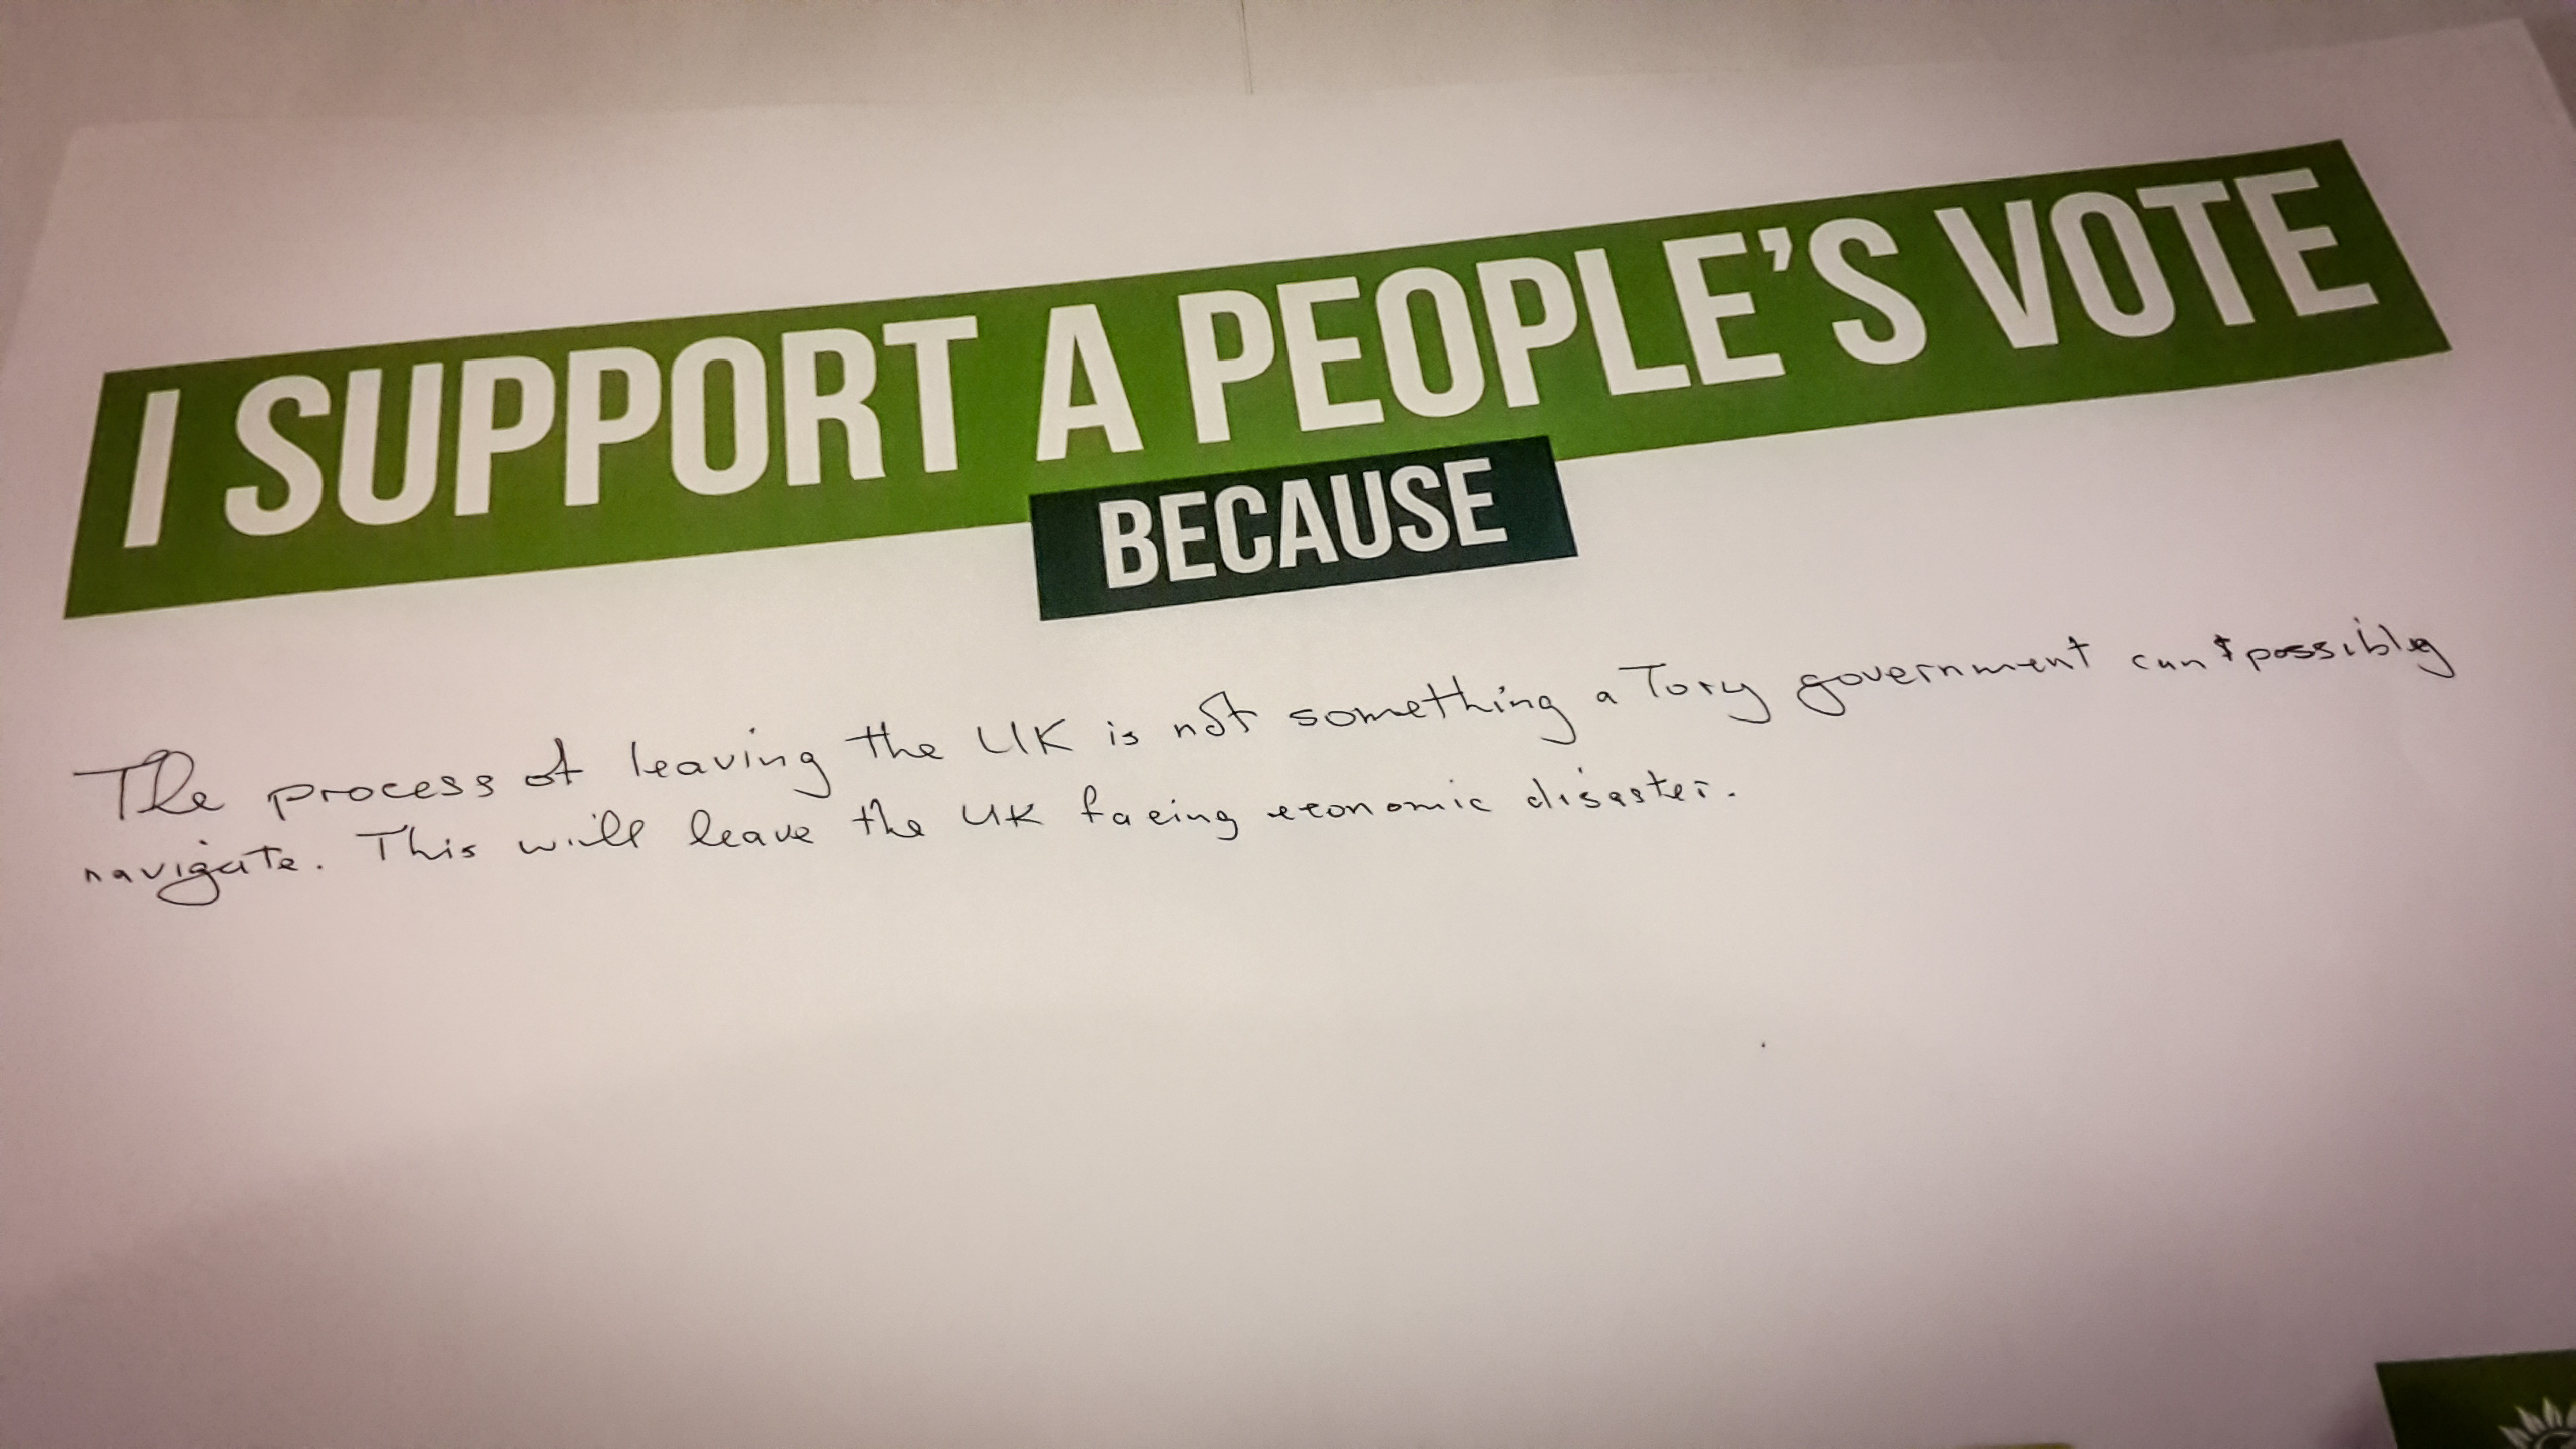 I SUPPORT A PEOPLE'S VOTE
BECAUSE
The process of leaving the UK is not something a Tory government can't possibly
navigate. This will leave the UK facing economic disaster.